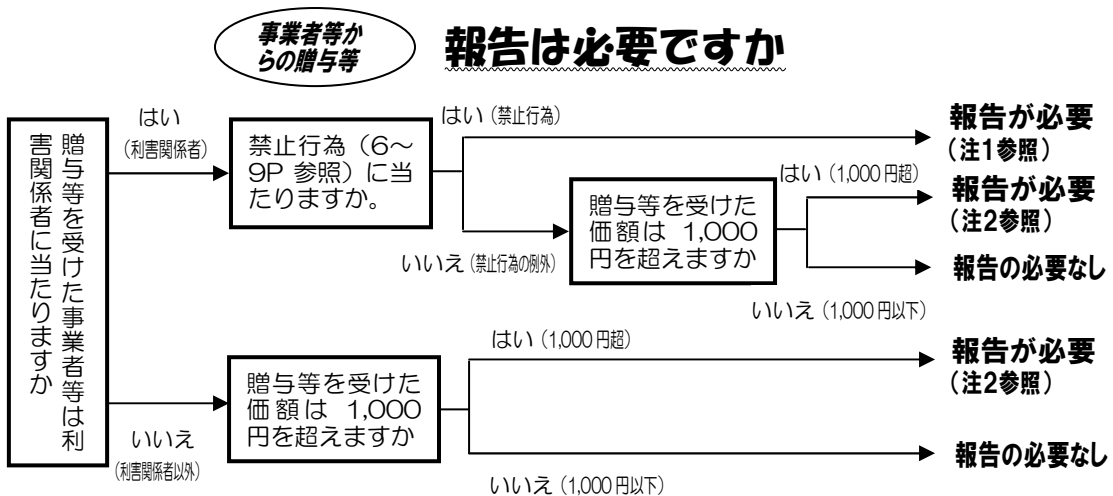 事業者等か
らの贈与等
報告は必要ですか
贈与等を受けた事業者等は利
害関係者に当たりますか
はい
（利害関係者）
禁止行為（6～
9P 参照）に当
たりますか。
はい（禁止行為）
報告が必要
（注1参照）
いいえ（禁止行為の例外）
贈与等を受けた
価額は 1,000
円を超えますか
はい（1,000円超）
報告が必要
（注2参照）
報告の必要なし
いいえ（1,000円以下）
いいえ
（利害関係者以外）
贈与等を受けた
価額は 1,000
円を超えますか
はい（1,000円超）
報告が必要
（注2参照）
報告の必要なし
いいえ（1,000円以下）